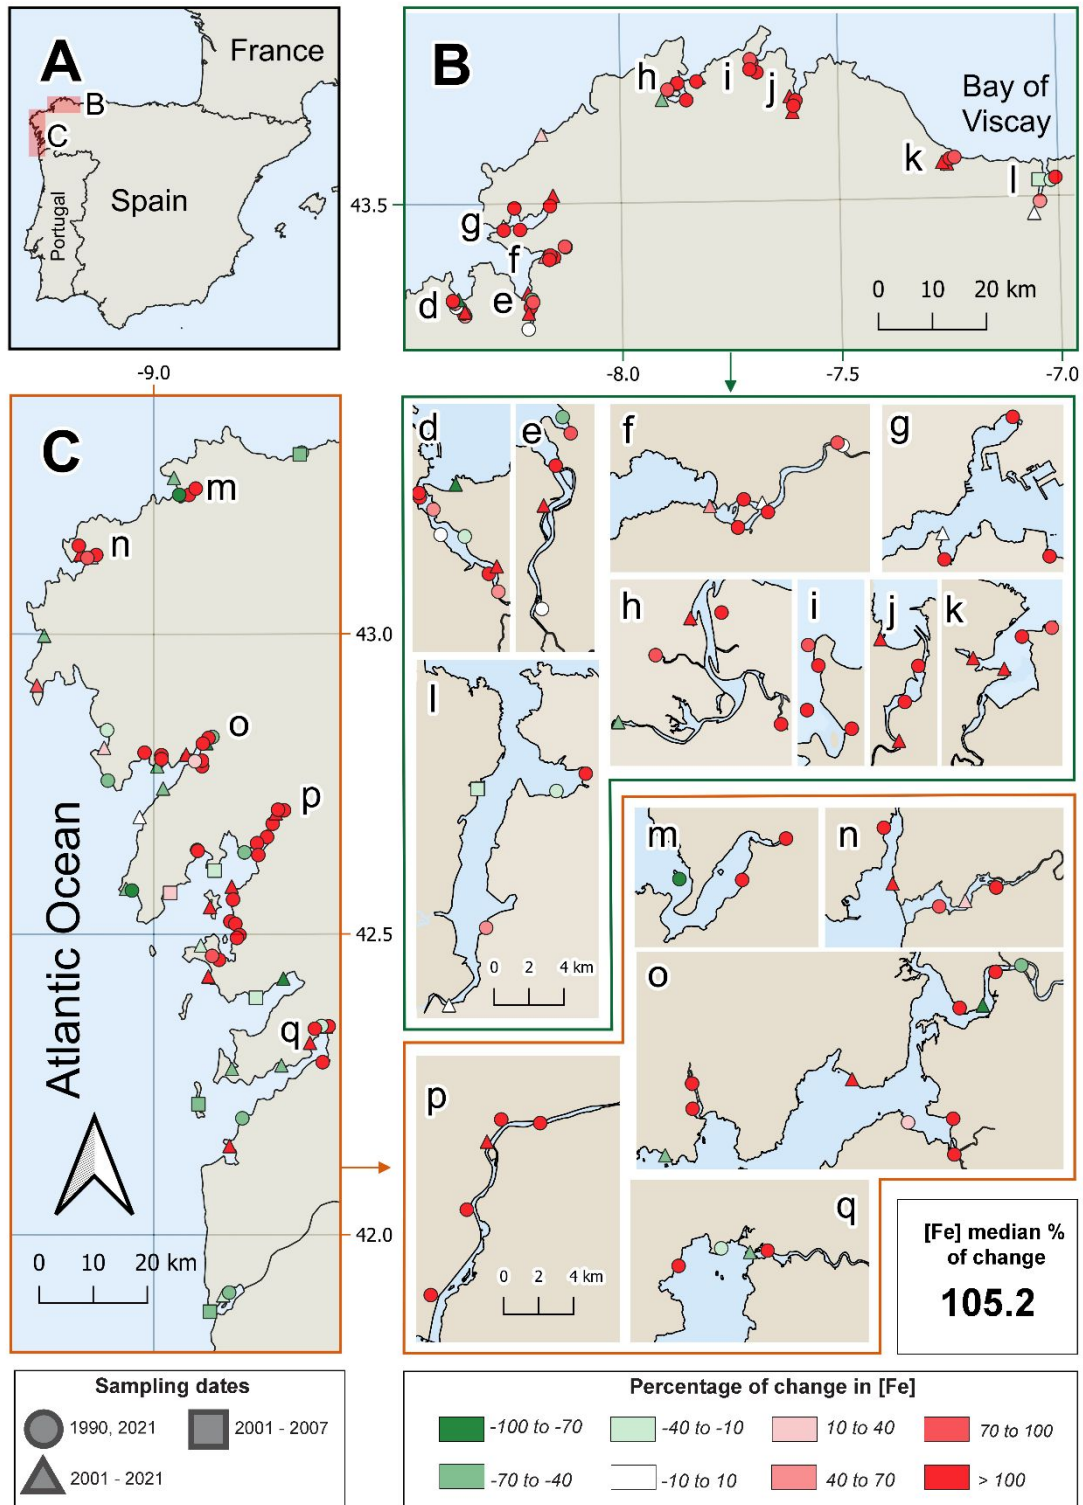 A
France
B
C
Portugal
Spain
B
h
i
j
Bay of
Viscay
k
l
43.5
g
f
d
e
0 10 20 km
-8.0
-7.5
-7.0
-9.0
C
m
n
43.0
o
p
42.5
q
Atlantic Ocean
42.0
0 10 20 km
d
e
f
g
h
i
j
k
l
0 2 4 km
m
n
o
p
0 2 4 km
q
[Fe] median %
of change
105.2
Sampling dates
1990, 2021
2001 - 2007
2001 - 2021
Percentage of change in [Fe]
-100 to -70
-40 to -10
10 to 40
70 to 100
-70 to -40
-10 to 10
40 to 70
> 100